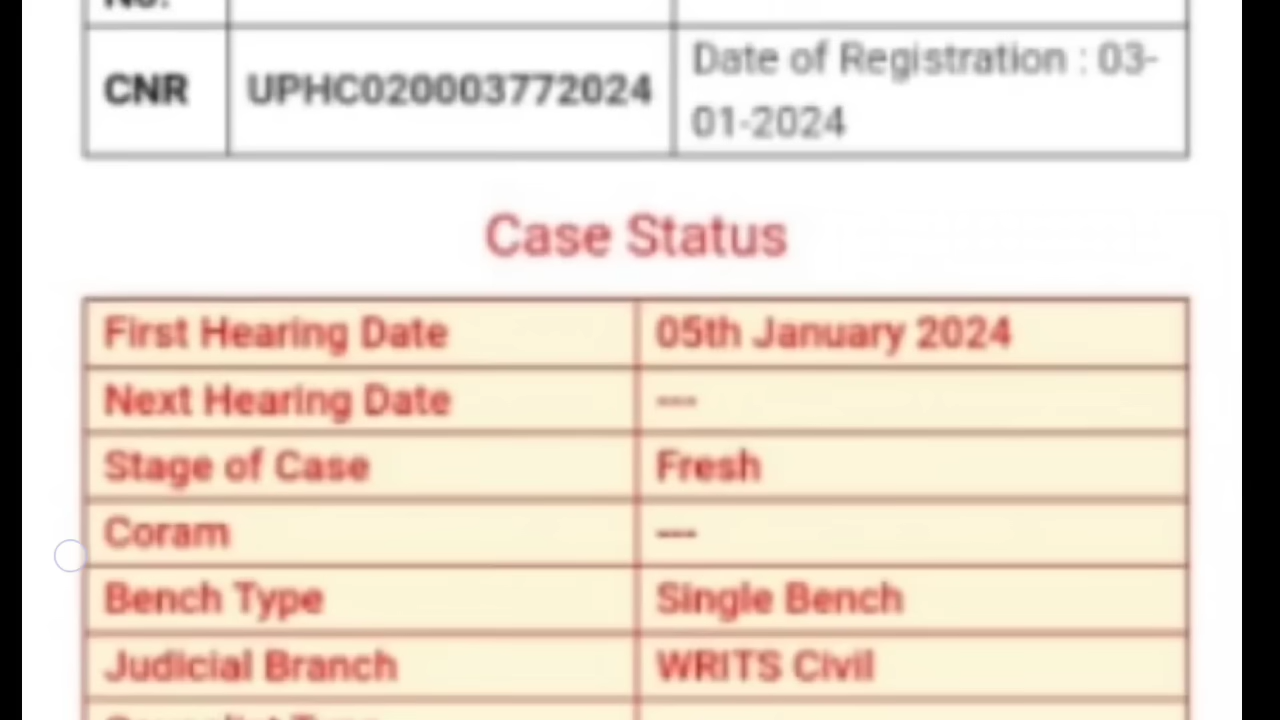 No.
CNR UPHC020003772024 Date of Registration : 03-
01-2024
Case Status
First Hearing Date 05th January 2024
Next Hearing Date ---
Stage of Case Fresh
Coram ---
Bench Type Single Bench
Judicial Branch WRITS Civil